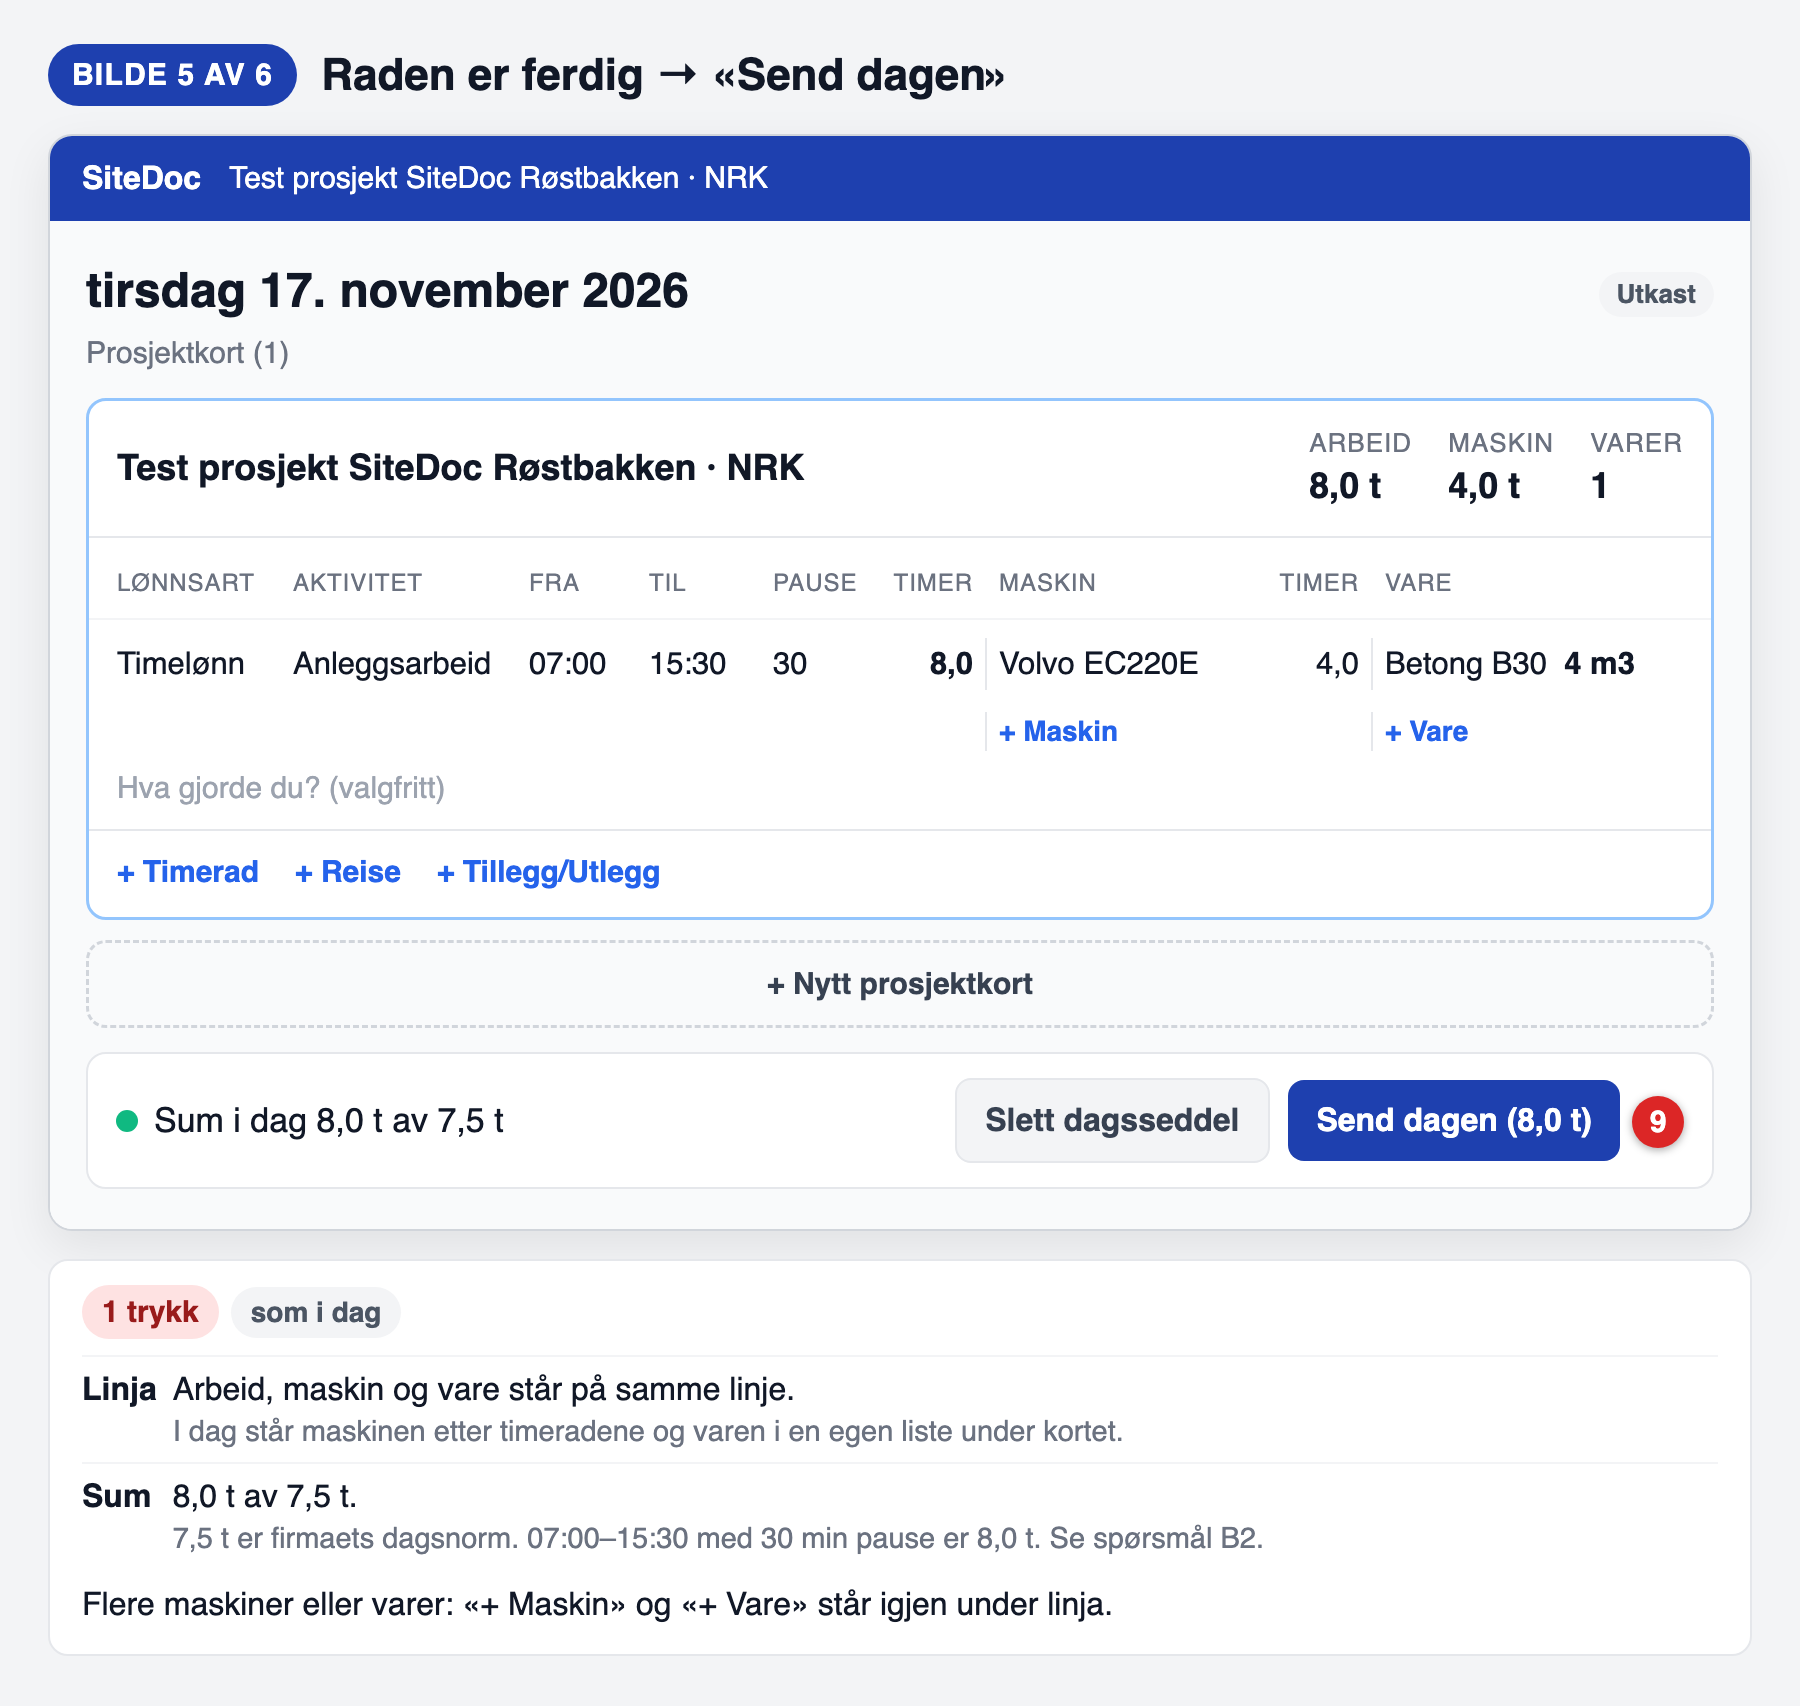 BILDE 5 AV 6 Raden er ferdig → «Send dagen»
SiteDoc Test prosjekt SiteDoc Røstbakken · NRK
tirsdag 17. november 2026 Utkast
Prosjektkort (1)
Test prosjekt SiteDoc Røstbakken · NRK
ARBEID MASKIN VARER
8,0 t 4,0 t 1
LØNNSART AKTIVITET FRA TIL PAUSE TIMER MASKIN TIMER VARE
Timelønn Anleggsarbeid 07:00 15:30 30 8,0 Volvo EC220E 4,0 Betong B30 4 m3
+ Maskin + Vare
Hva gjorde du? (valgfritt)
+ Timerad + Reise + Tillegg/Utlegg
+ Nytt prosjektkort
Sum i dag 8,0 t av 7,5 t Slett dagsseddel Send dagen (8,0 t) 9
1 trykk som i dag
Linja Arbeid, maskin og vare står på samme linje.
I dag står maskinen etter timeradene og varen i en egen liste under kortet.
Sum 8,0 t av 7,5 t.
7,5 t er firmaets dagsnorm. 07:00–15:30 med 30 min pause er 8,0 t. Se spørsmål B2.
Flere maskiner eller varer: «+ Maskin» og «+ Vare» står igjen under linja.